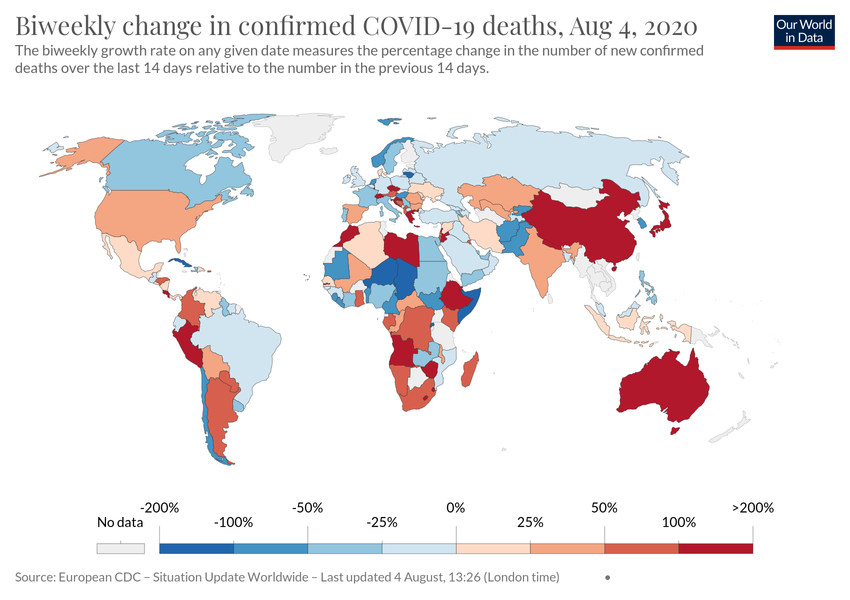 Biweekly change in confirmed COVID-19 deaths, Aug 4, 2020
Our World
in Data
The biweekly growth rate on any given date measures the percentage change in the number of new confirmed
deaths over the last 14 days relative to the number in the previous 14 days.
-200% -50% 0% 50% >200%
No data -100% -25% 25% 100%
Source: European CDC – Situation Update Worldwide – Last updated 4 August, 13:26 (London time) •